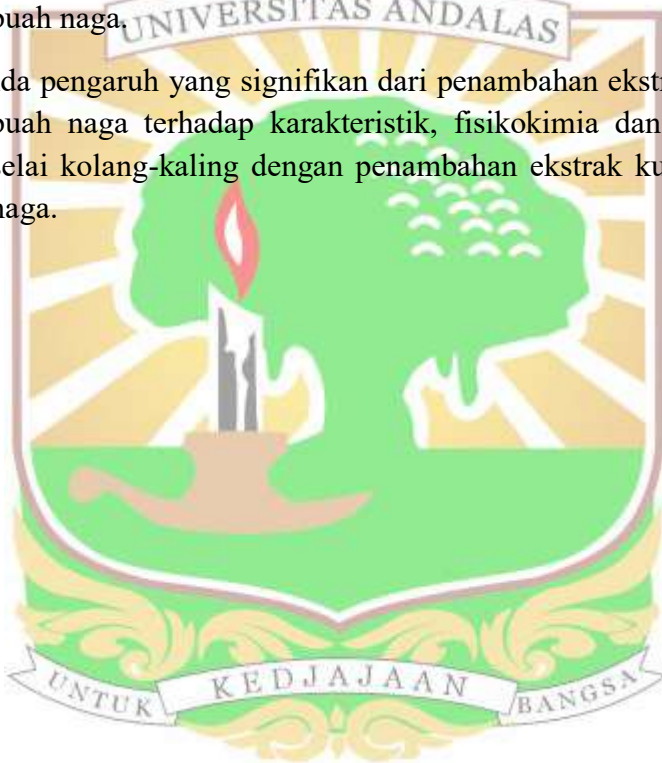 buah naga.
UNIVERSITAS ANDALAS
da pengaruh yang signifikan dari penambahan ekstr
buah naga terhadap karakteristik, fisikokimia dan
selai kolang-kaling dengan penambahan ekstrak ku
naga.
UNTUK KEDJAJAAN BANGSA